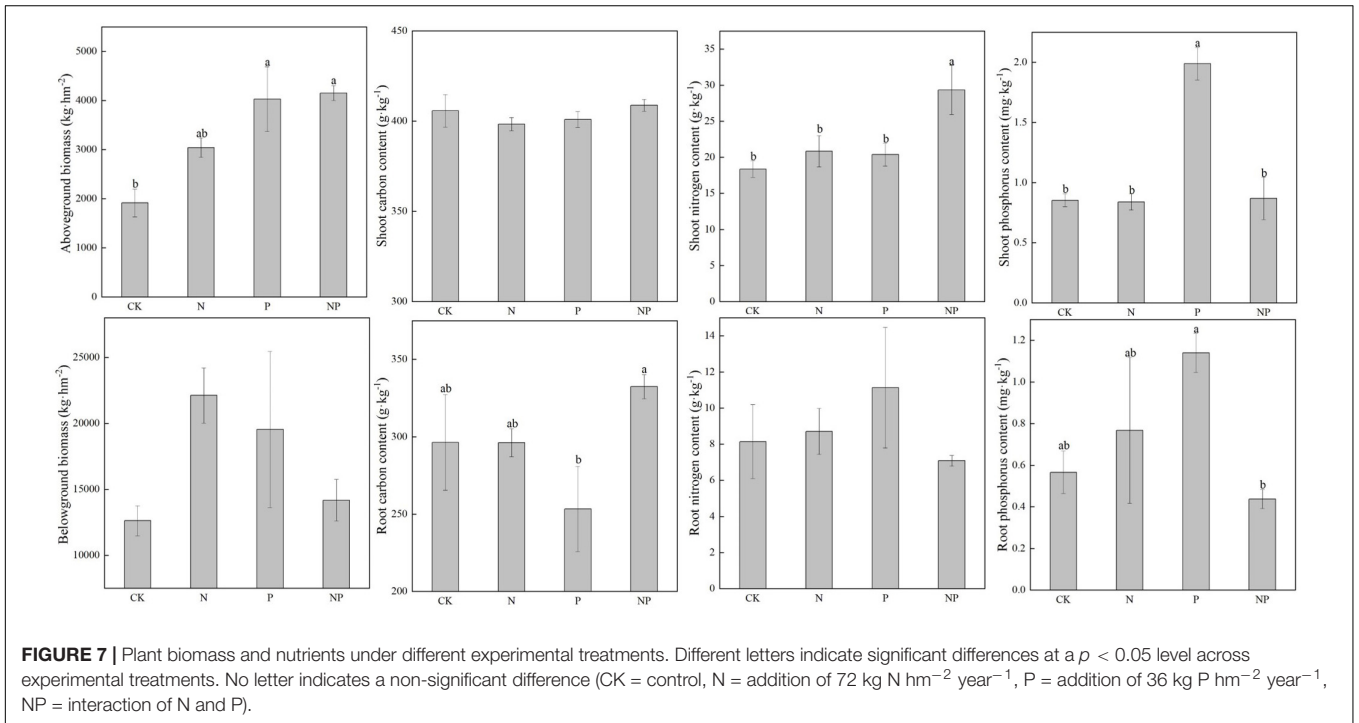 Aboveground biomass (kg·hm-2)
5000
4000
3000
2000
1000
0
b
ab
a
a
CK
N
P
NP
Shoot carbon content (g·kg-1)
450
400
350
300
CK
N
P
NP
Shoot nitrogen content (g·kg-1)
35
30
25
20
15
10
5
0
b
b
b
a
CK
N
P
NP
Shoot phosphorus content (mg·kg-1)
2.0
1.5
1.0
0.5
0.0
b
b
a
b
CK
N
P
NP
Belowground biomass (kg·hm-2)
25000
20000
15000
10000
CK
N
P
NP
Root carbon content (g·kg-1)
350
300
250
200
ab
ab
b
a
CK
N
P
NP
Root nitrogen content (g·kg-1)
14
12
10
8
6
4
2
0
CK
N
P
NP
Root phosphorus content (mg·kg-1)
1.2
1.0
0.8
0.6
0.4
0.2
0.0
ab
ab
a
b
CK
N
P
NP
FIGURE 7 | Plant biomass and nutrients under different experimental treatments. Different letters indicate significant differences at a p < 0.05 level across
experimental treatments. No letter indicates a non-significant difference (CK = control, N = addition of 72 kg N hm−2 year−1, P = addition of 36 kg P hm−2 year−1,
NP = interaction of N and P).